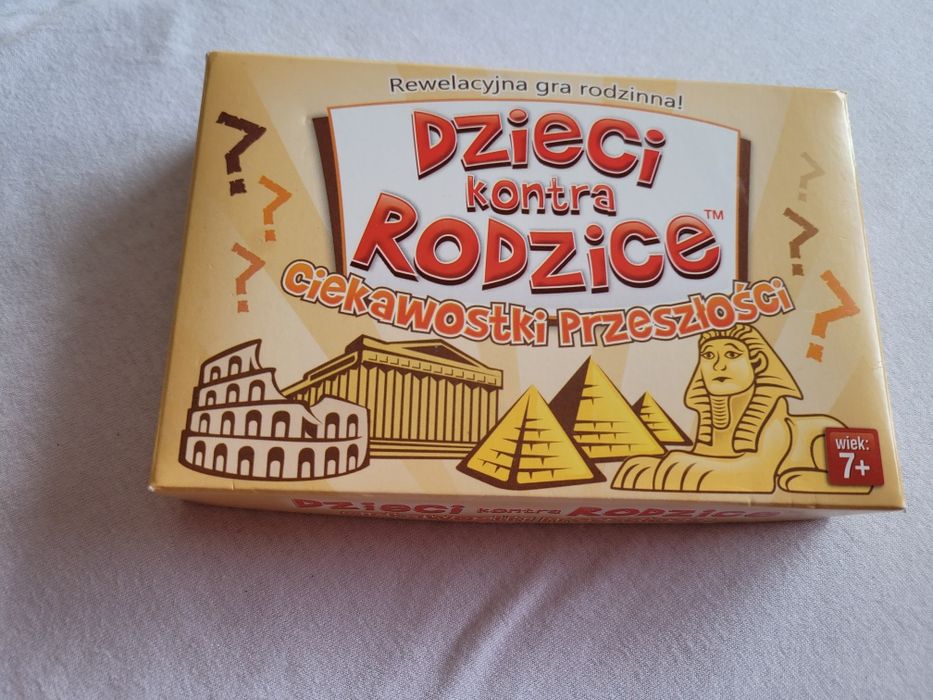 Rewelacyjna gra rodzinna!
Dzieci
kontra
Rodzice™
Ciekawostki przeszłości
wiek:
7+
Dzieci kontra Rodzice